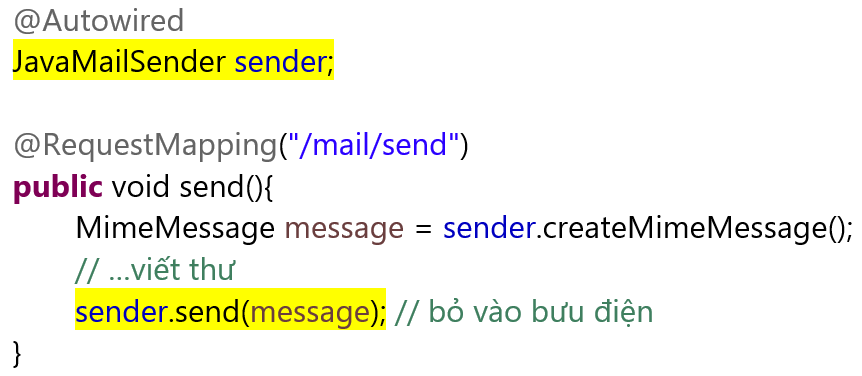 @Autowired
JavaMailSender sender;
@RequestMapping("/mail/send")
public void send(){
MimeMessage message = sender.createMimeMessage();
// ...viết thư
sender.send(message); // bỏ vào bưu điện
}